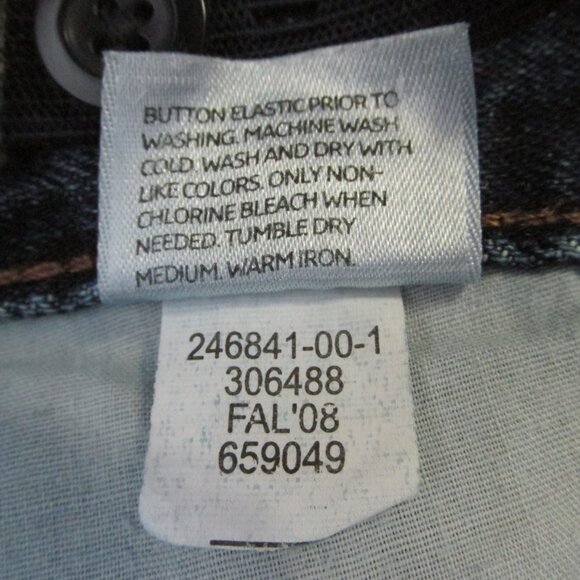 BUTTON ELASTIC PRIOR TO
WASHING. MACHINE WASH
COLD. WASH AND DRY WITH
LIKE COLORS. ONLY NON-
CHLORINE BLEACH WHEN
NEEDED. TUMBLE DRY
MEDIUM. WARM IRON.
246841-00-1
306488
FAL'08
659049